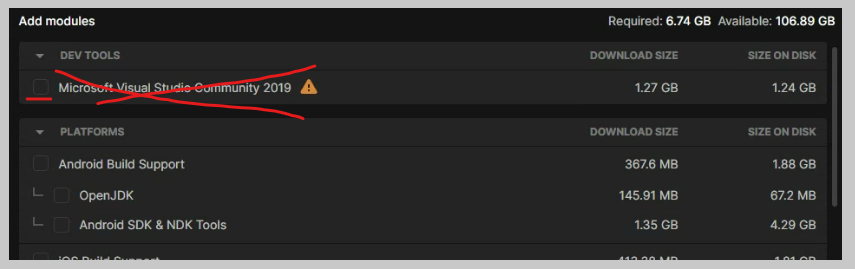 Add modules Required: 6.74 GB Available: 106.89 GB
DEV TOOLS DOWNLOAD SIZE SIZE ON DISK
Microsoft Visual Studio Community 2019 1.27 GB 1.24 GB
PLATFORMS DOWNLOAD SIZE SIZE ON DISK
Android Build Support 367.6 MB 1.88 GB
OpenJDK 145.91 MB 67.2 MB
Android SDK & NDK Tools 1.35 GB 4.29 GB
iOS Build Support